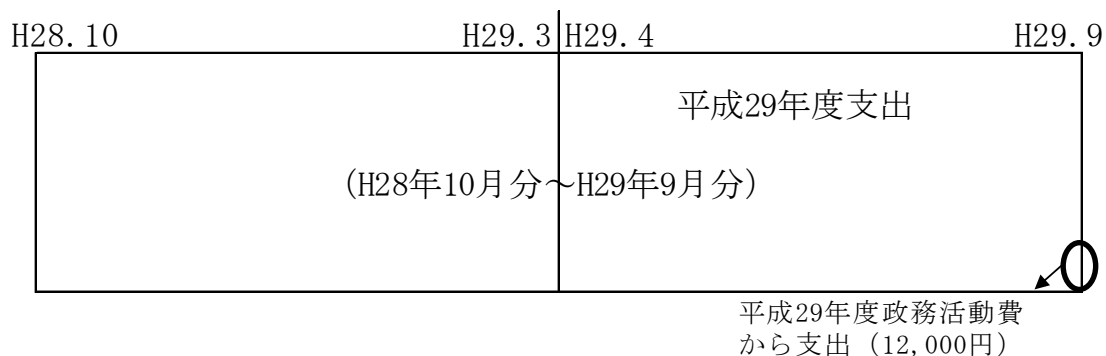 H28.10 H29.3 H29.4 H29.9
平成29年度支出
(H28年10月分～H29年9月分)
平成29年度政務活動費
から支出（12,000円）